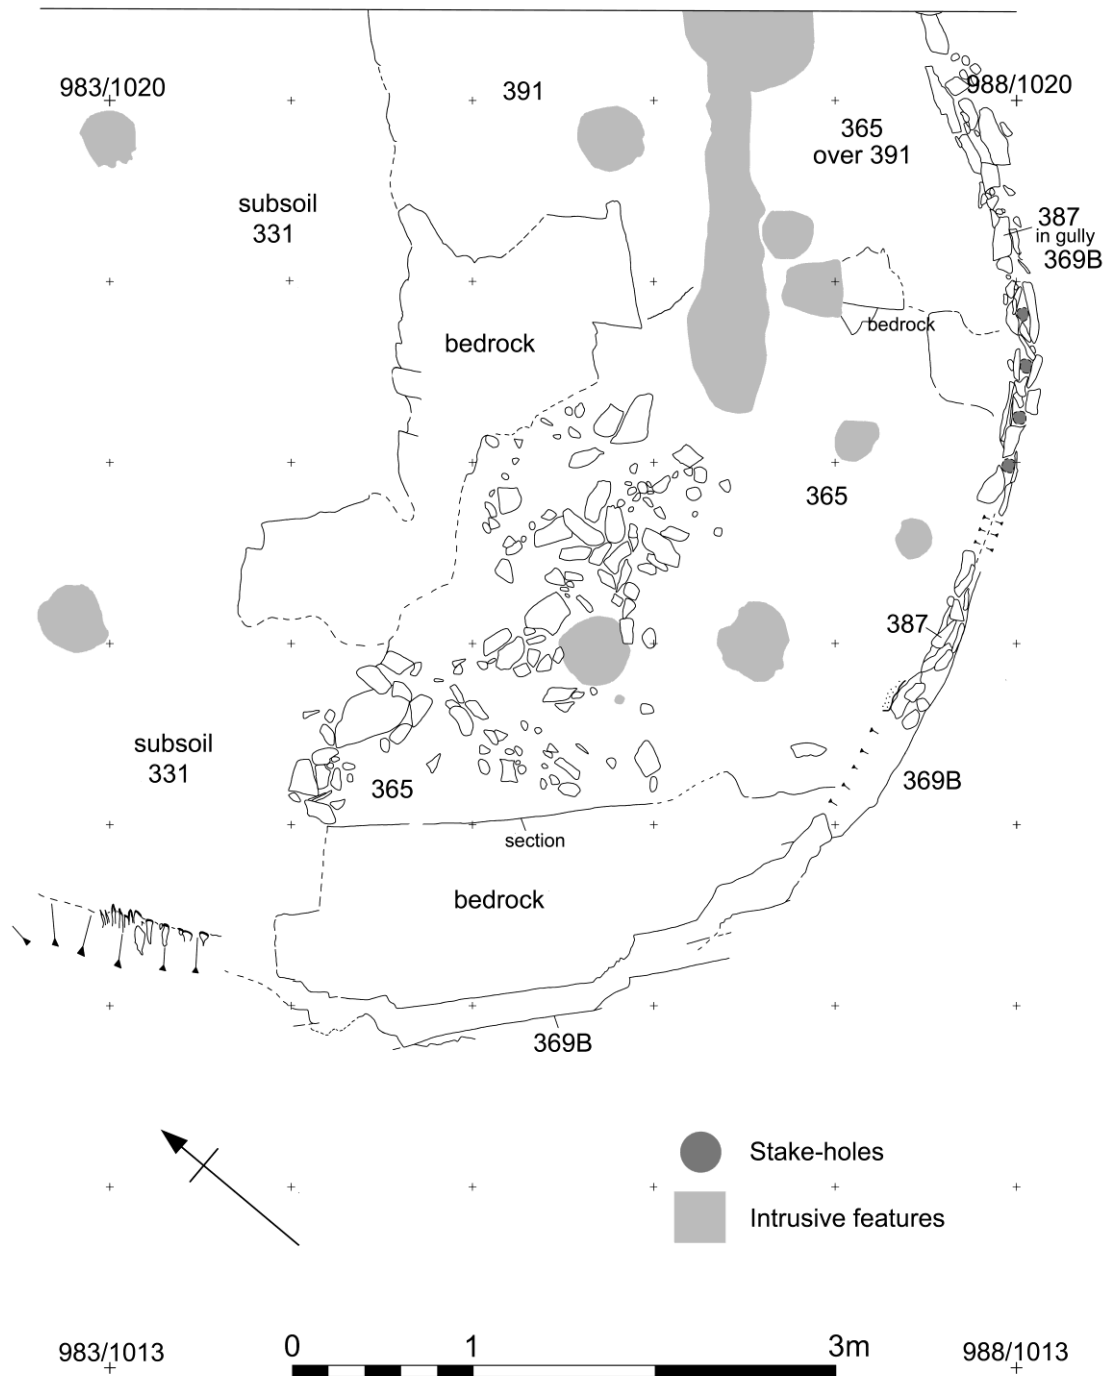 983/1020
391
988/1020
365
over 391
subsoil
331
387
in gully
369B
bedrock
bedrock
365
387
subsoil
331
365
369B
section
bedrock
369B
Stake-holes
Intrusive features
0 1 3m
983/1013
988/1013